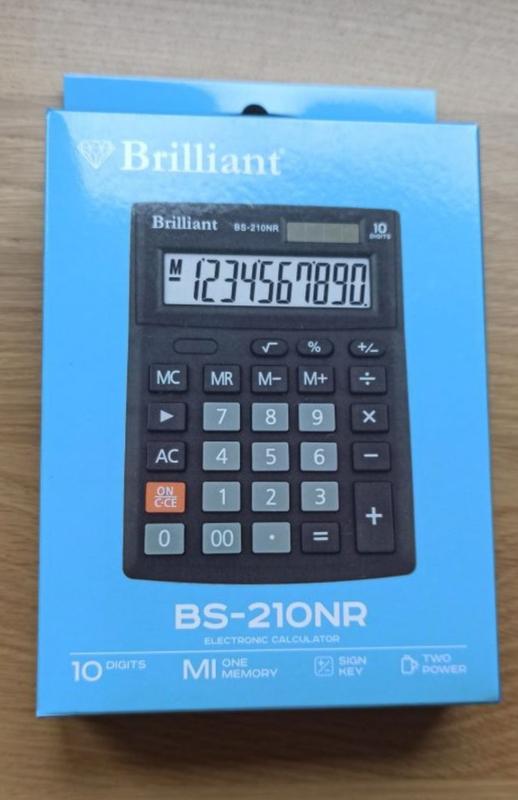 Brilliant
Brilliant BS-210NR 10 DIGITS
M 1234567890.
√ % +/−
MC MR M− M+ ÷
▶ 7 8 9 ×
AC 4 5 6 −
ON C·CE 1 2 3 +
0 00 · =
BS-210NR
ELECTRONIC CALCULATOR
10 DIGITS MI ONE MEMORY SIGN KEY TWO POWER